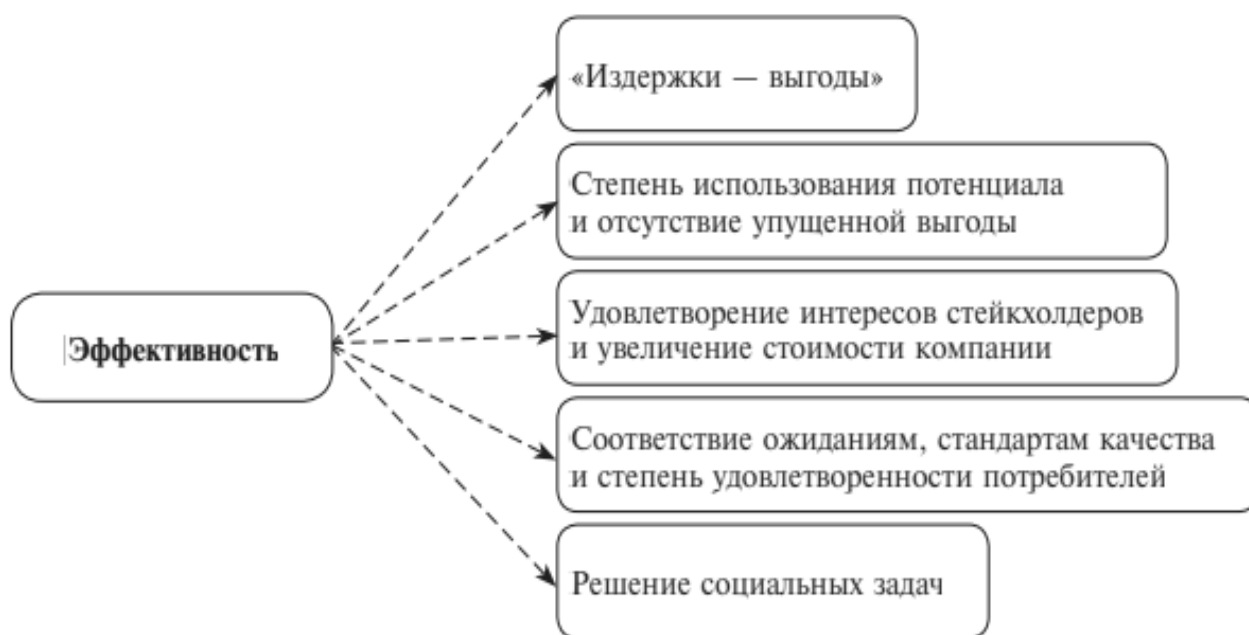 «Издержки — выгоды»
Степень использования потенциала
и отсутствие упущенной выгоды
Эффективность
Удовлетворение интересов стейкхолдеров
и увеличение стоимости компании
Соответствие ожиданиям, стандартам качества
и степень удовлетворенности потребителей
Решение социальных задач